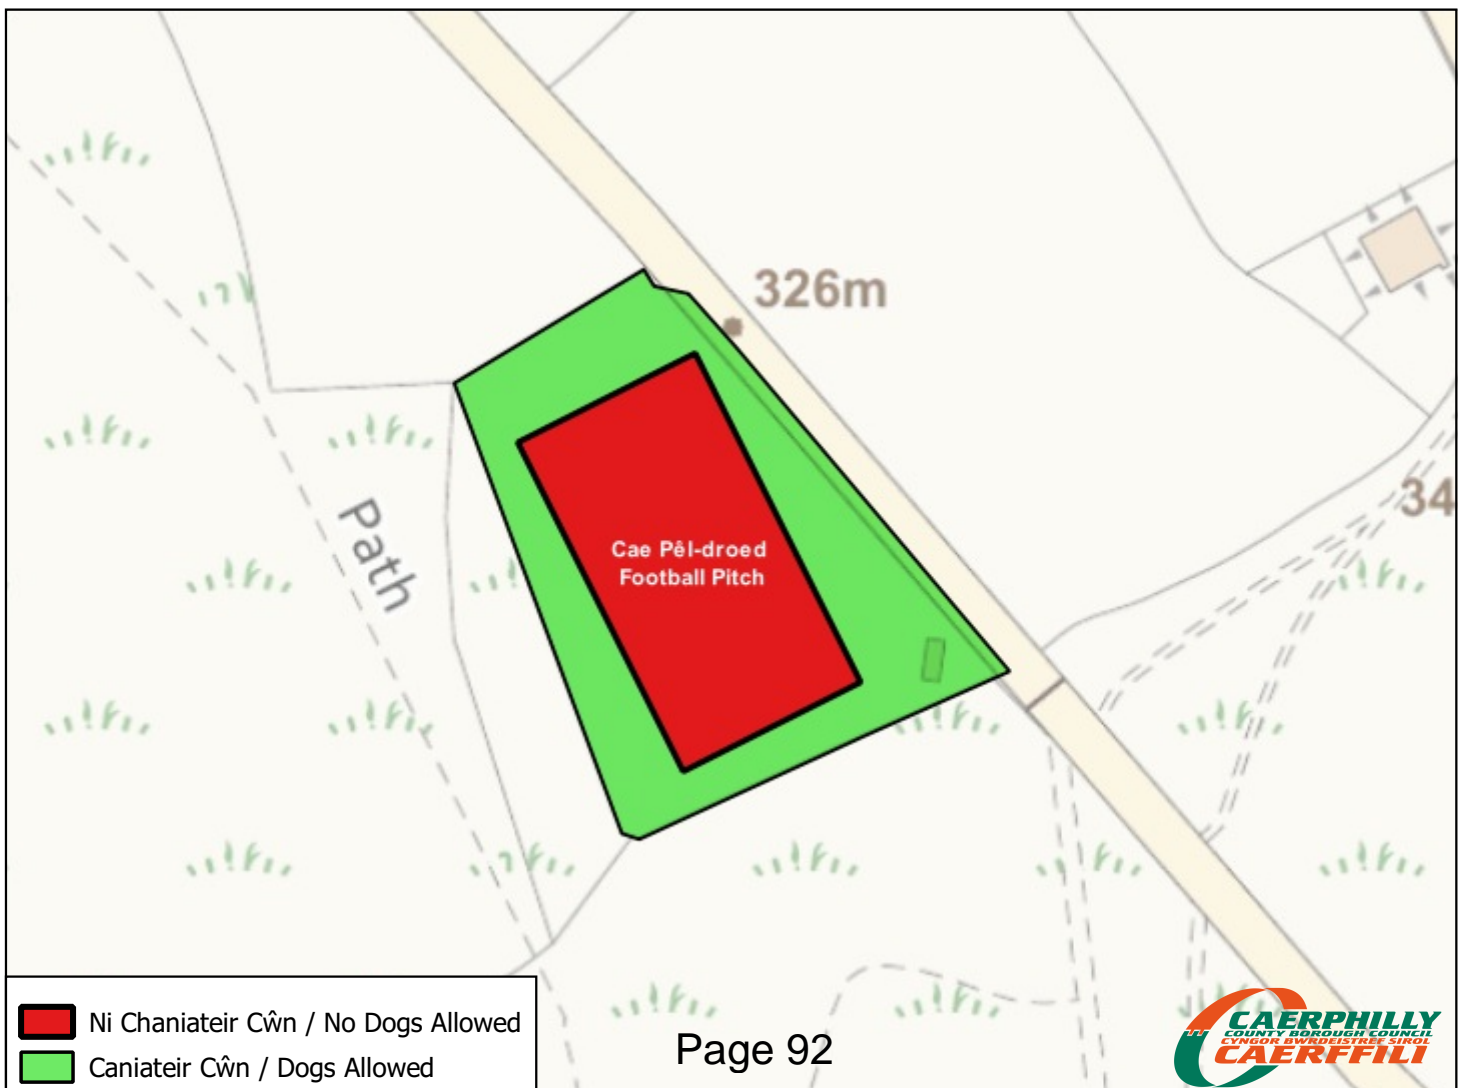 326m
34
Path
Cae Pêl-droed
Football Pitch
Ni Chaniateir Cŵn / No Dogs Allowed
Caniateir Cŵn / Dogs Allowed
Page 92
CAERPHILLY
COUNTY BOROUGH COUNCIL
CYNGOR BWRDEISTREF SIROL
CAERFFILI